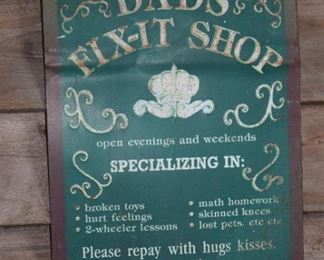 DADS
FIX-IT SHOP
open evenings and weekends
SPECIALIZING IN:
• broken toys
• hurt feelings
• 2-wheeler lessons
• math homework
• skinned knees
• lost pets, etc etc
Please repay with hugs kisses.